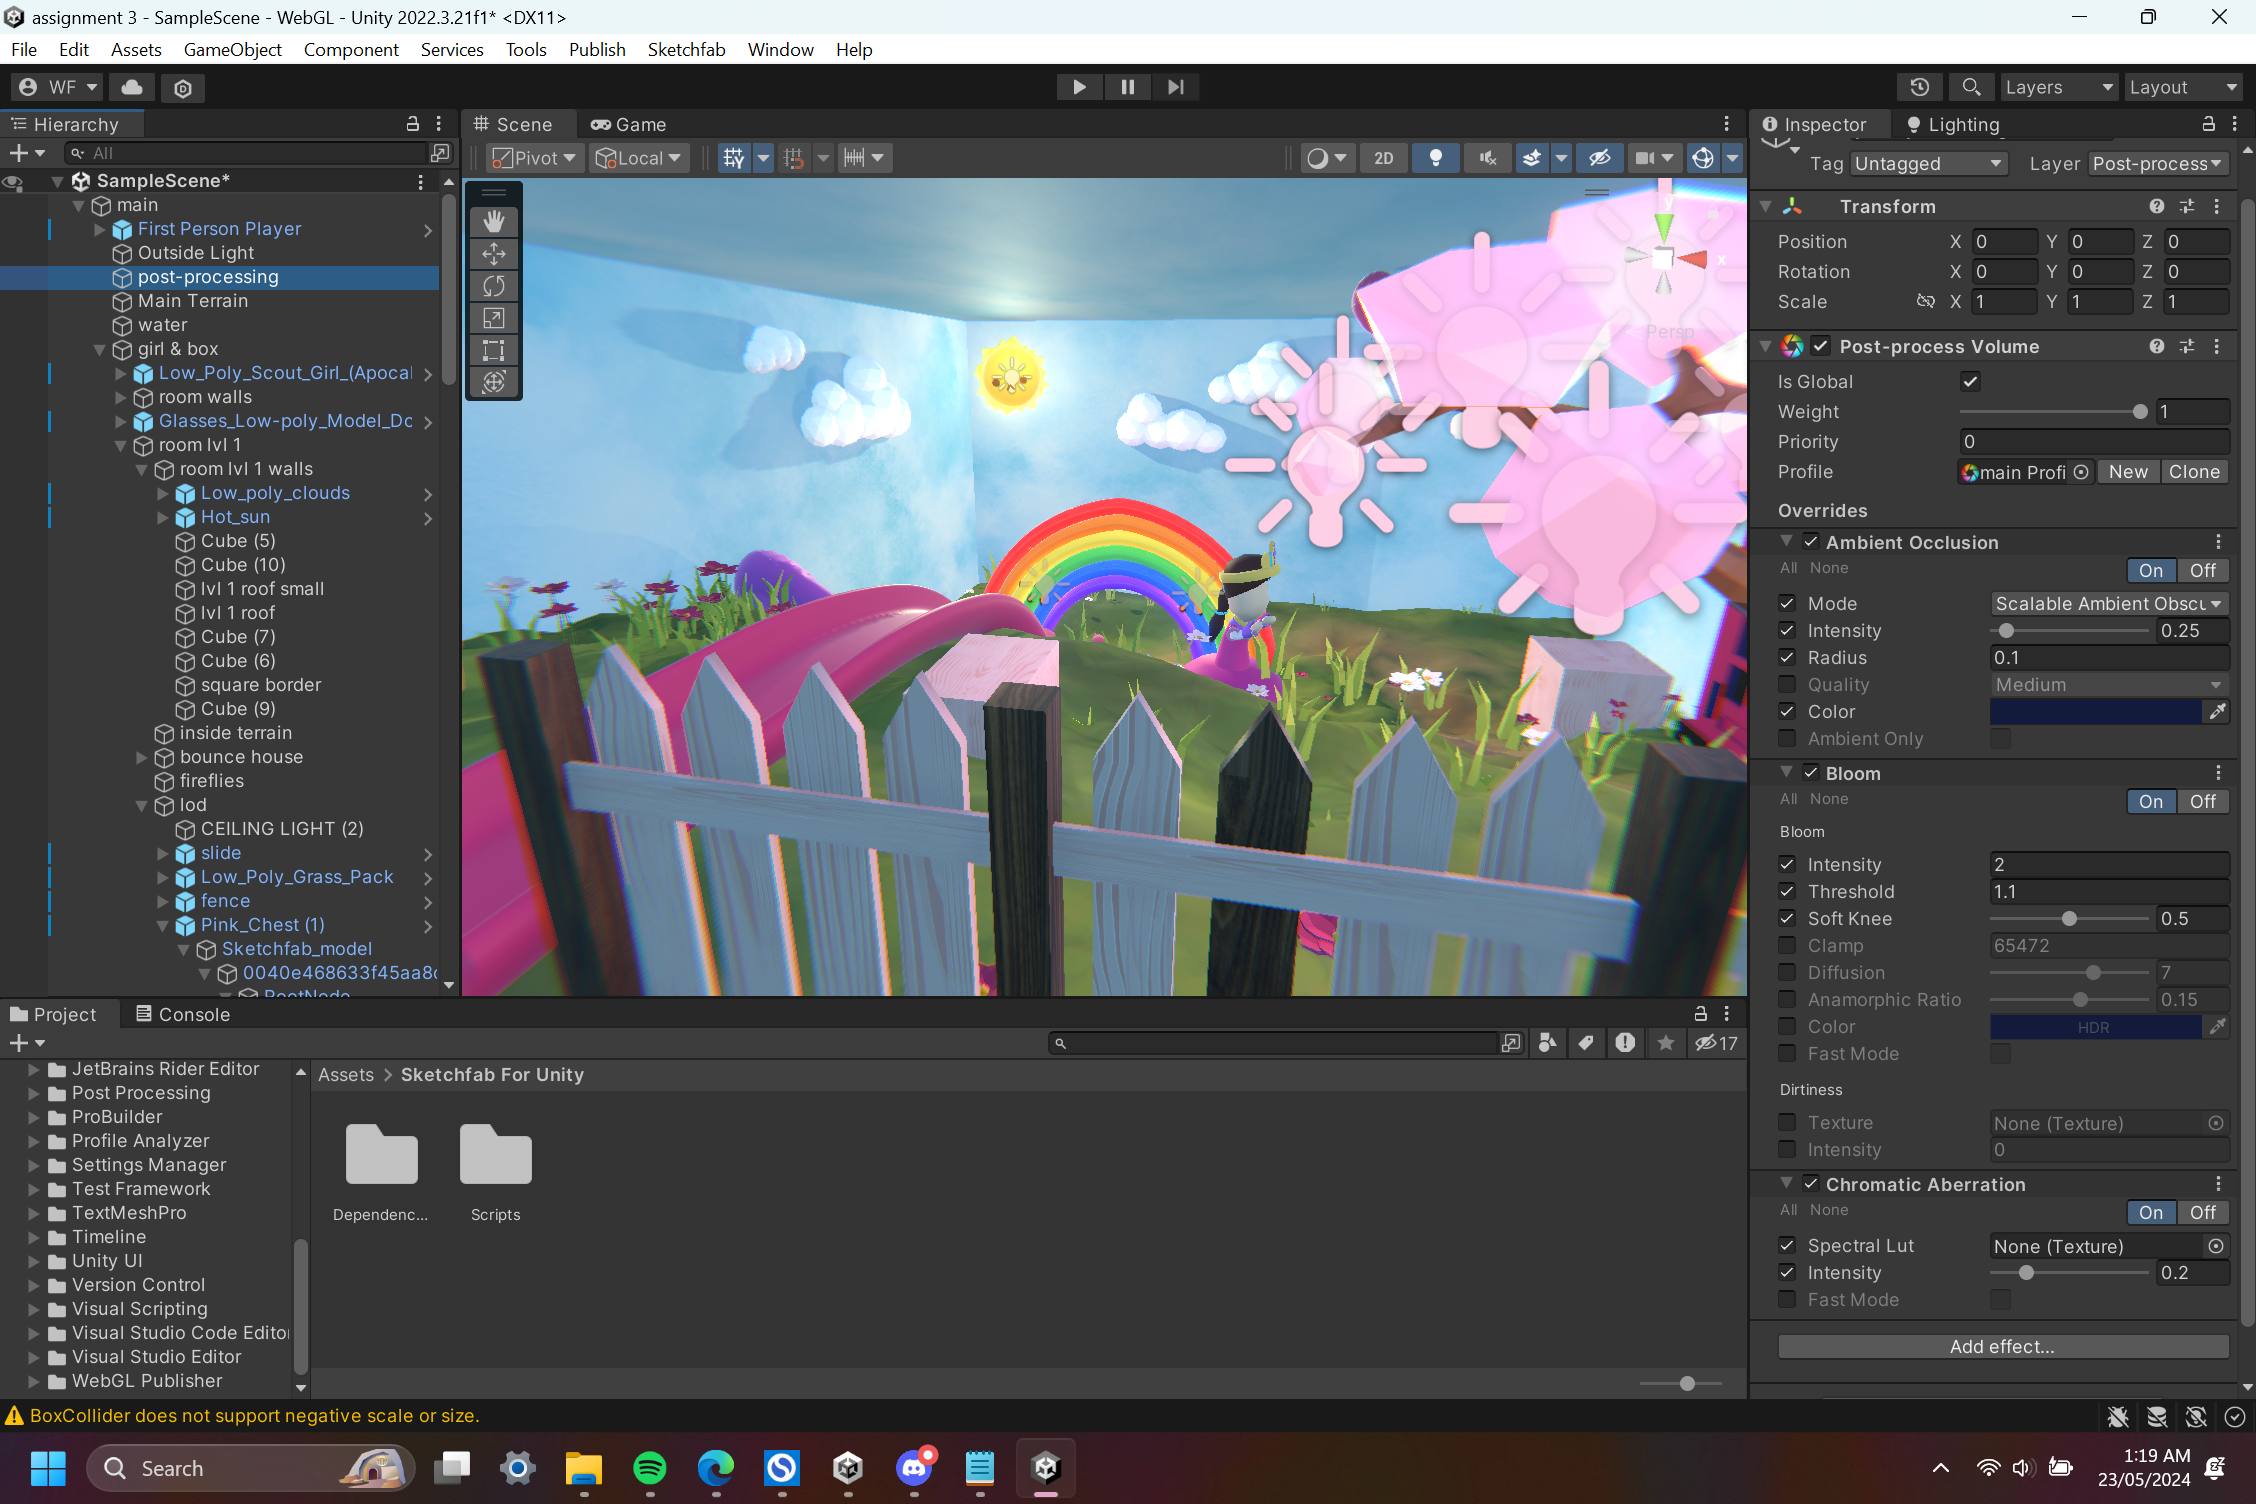 assignment 3 - SampleScene - WebGL - Unity 2022.3.21f1* <DX11>
File Edit Assets GameObject Component Services Tools Publish Sketchfab Window Help
WF
Layers
Layout
Hierarchy
All
SampleScene*
main
First Person Player
Outside Light
post-processing
Main Terrain
water
girl & box
Low_Poly_Scout_Girl_(Apocal
room walls
Glasses_Low-poly_Model_Do
room lvl 1
room lvl 1 walls
Low_poly_clouds
Hot_sun
Cube (5)
Cube (10)
lvl 1 roof small
lvl 1 roof
Cube (7)
Cube (6)
square border
Cube (9)
inside terrain
bounce house
fireflies
lod
CEILING LIGHT (2)
slide
Low_Poly_Grass_Pack
fence
Pink_Chest (1)
Sketchfab_model
0040e468633f45aa8
RootNode
Scene Game
Pivot Local 2D
y
x
Persp
Inspector Lighting
Tag Untagged Layer Post-process
Transform
Position X 0 Y 0 Z 0
Rotation X 0 Y 0 Z 0
Scale X 1 Y 1 Z 1
Post-process Volume
Is Global
Weight 1
Priority 0
Profile main Profi New Clone
Overrides
Ambient Occlusion
All None On Off
Mode Scalable Ambient Obscu
Intensity 0.25
Radius 0.1
Quality Medium
Color
Ambient Only
Bloom
All None On Off
Bloom
Intensity 2
Threshold 1.1
Soft Knee 0.5
Clamp 65472
Diffusion 7
Anamorphic Ratio 0.15
Color HDR
Fast Mode
Dirtiness
Texture None (Texture)
Intensity 0
Chromatic Aberration
All None On Off
Spectral Lut None (Texture)
Intensity 0.2
Fast Mode
Add effect...
Project Console
17
JetBrains Rider Editor
Post Processing
ProBuilder
Profile Analyzer
Settings Manager
Test Framework
TextMeshPro
Timeline
Unity UI
Version Control
Visual Scripting
Visual Studio Code Editor
Visual Studio Editor
WebGL Publisher
Assets > Sketchfab For Unity
Dependenc...
Scripts
BoxCollider does not support negative scale or size.
Search
1:19 AM
23/05/2024